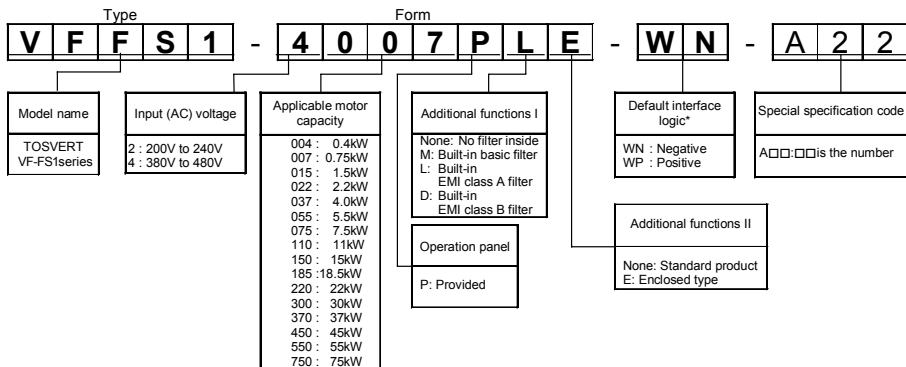 Type
Form
V F F S 1 - 4 0 0 7 P L E - W N - A 2 2
Model name
TOSVERT
VF-FS1series
Input (AC) voltage
2 : 200V to 240V
4 : 380V to 480V
Applicable motor
capacity
004 : 0.4kW
007 : 0.75kW
015 : 1.5kW
022 : 2.2kW
037 : 4.0kW
055 : 5.5kW
075 : 7.5kW
110 : 11kW
150 : 15kW
185 :18.5kW
220 : 22kW
300 : 30kW
370 : 37kW
450 : 45kW
550 : 55kW
750 : 75kW
Additional functions I
None: No filter inside
M: Built-in basic filter
L: Built-in
EMI class A filter
D: Built-in
EMI class B filter
Operation panel
P: Provided
Default interface
logic*
WN : Negative
WP : Positive
Additional functions II
None: Standard product
E: Enclosed type
Special specification code
A□□:□□is the number